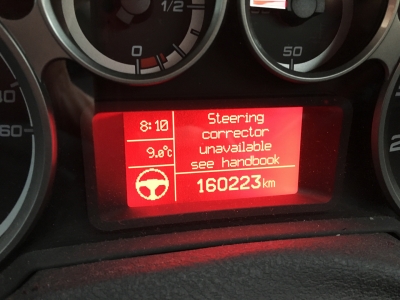 1/2
0
50
60
8:10
Steering
corrector
unavailable
see handbook
9.0°C
160223 km